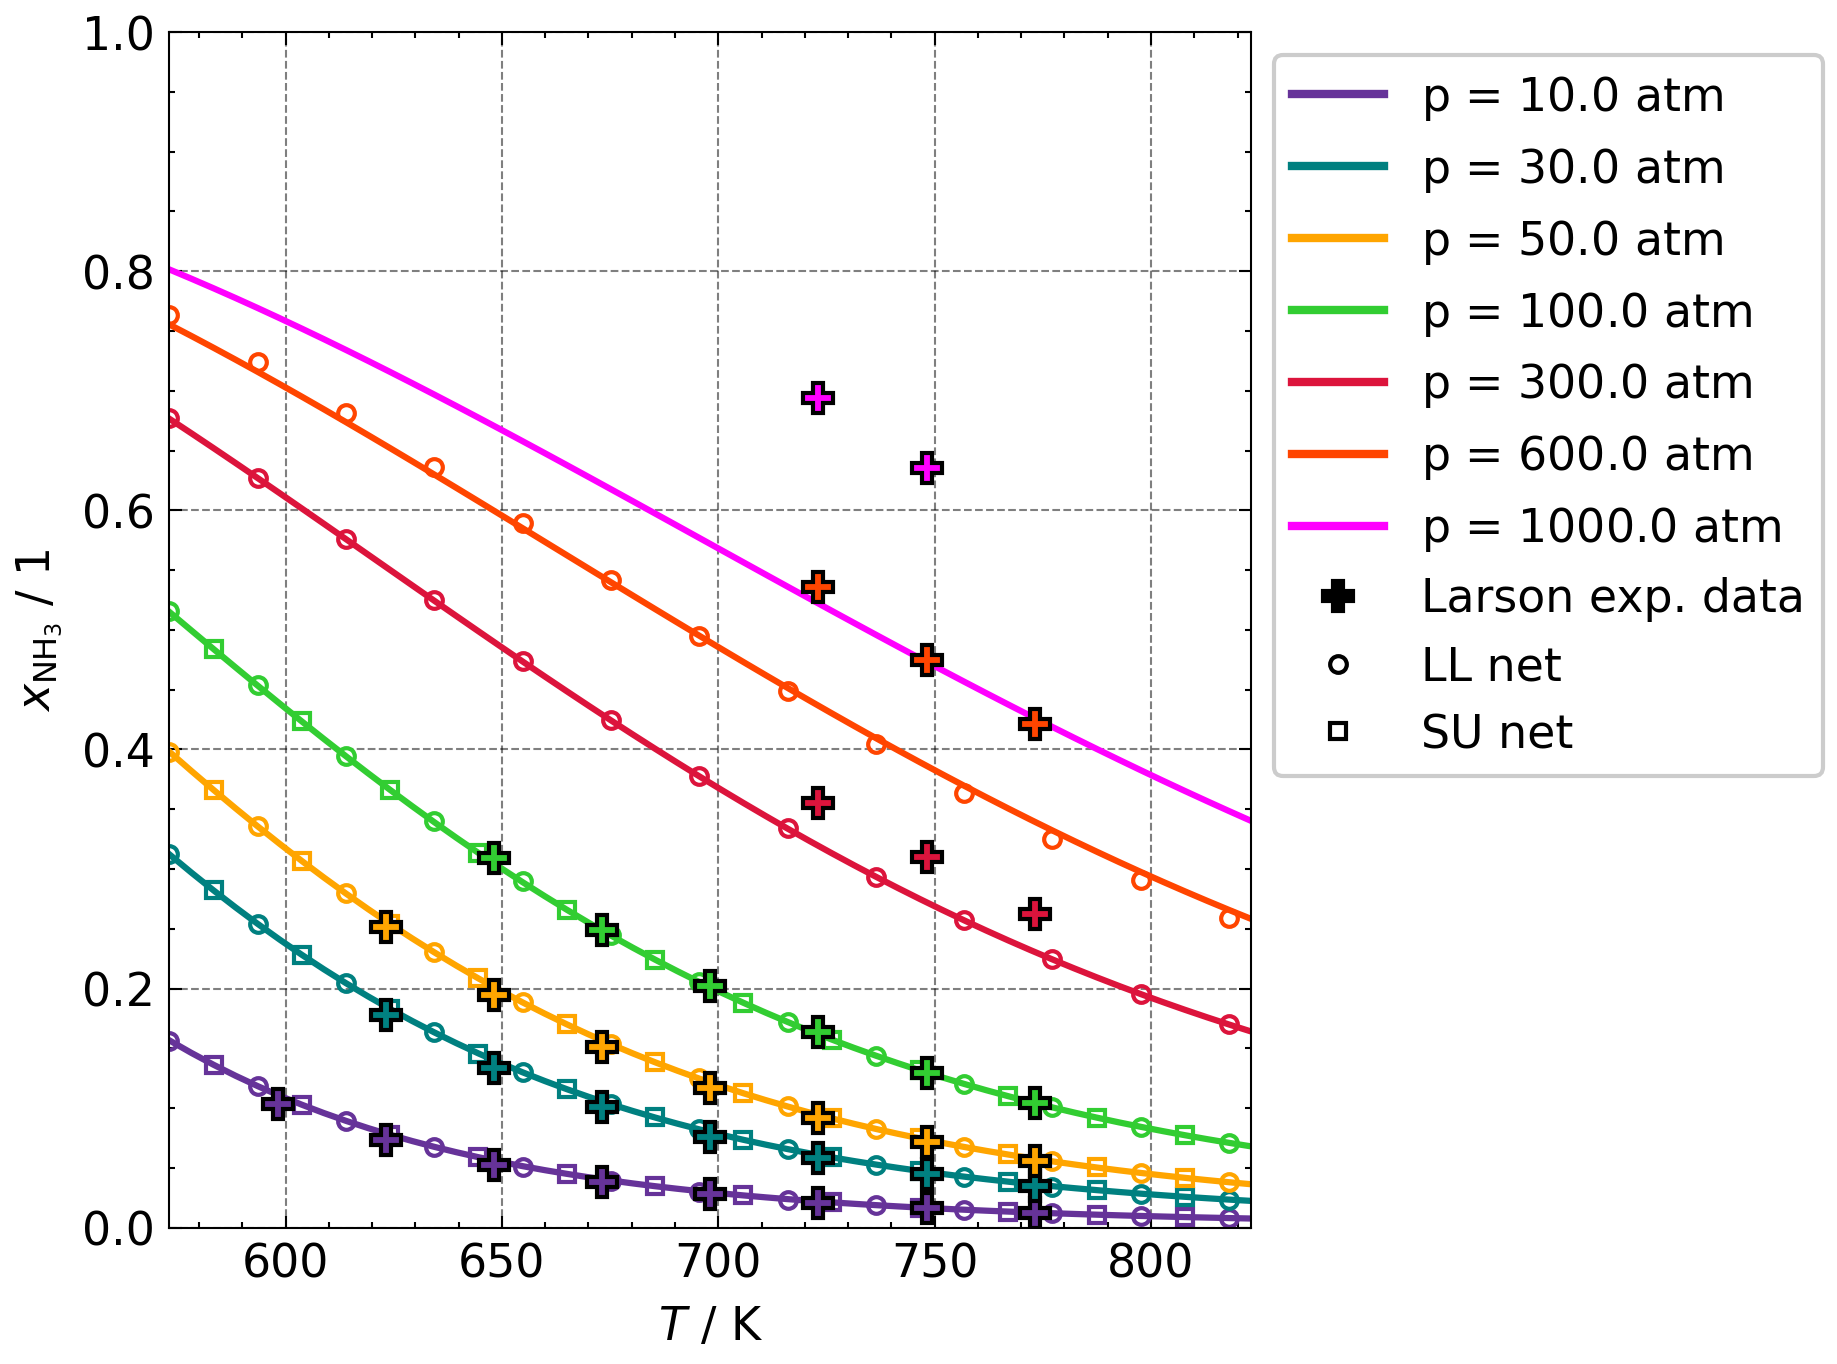 1.0
0.8
0.6
0.4
0.2
0.0
x_NH₃ / 1
600
650
700
750
800
T / K
p = 10.0 atm
p = 30.0 atm
p = 50.0 atm
p = 100.0 atm
p = 300.0 atm
p = 600.0 atm
p = 1000.0 atm
Larson exp. data
LL net
SU net